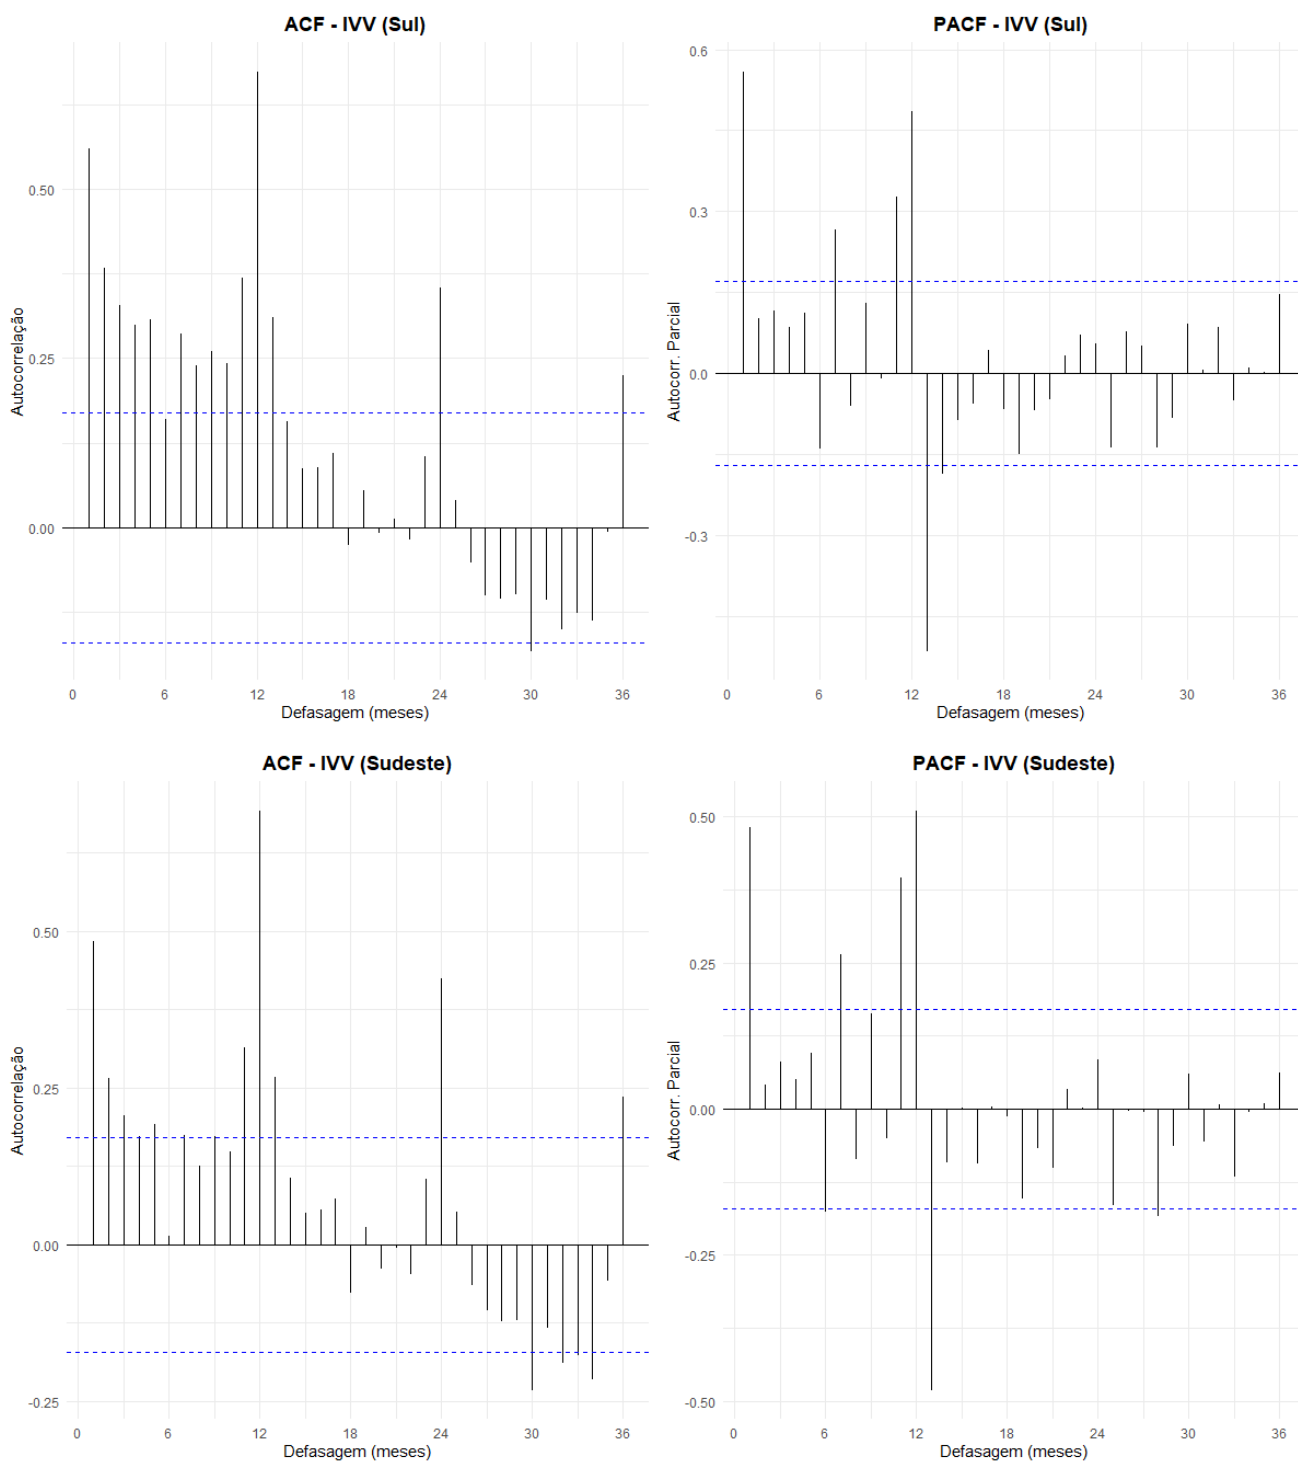 ACF - IVV (Sul)
Autocorrelação
0.50
0.25
0.00
0 6 12 18 24 30 36
Defasagem (meses)
PACF - IVV (Sul)
Autocorr. Parcial
0.6
0.3
0.0
-0.3
0 6 12 18 24 30 36
Defasagem (meses)
ACF - IVV (Sudeste)
Autocorrelação
0.50
0.25
0.00
-0.25
0 6 12 18 24 30 36
Defasagem (meses)
PACF - IVV (Sudeste)
Autocorr. Parcial
0.50
0.25
0.00
-0.25
-0.50
0 6 12 18 24 30 36
Defasagem (meses)